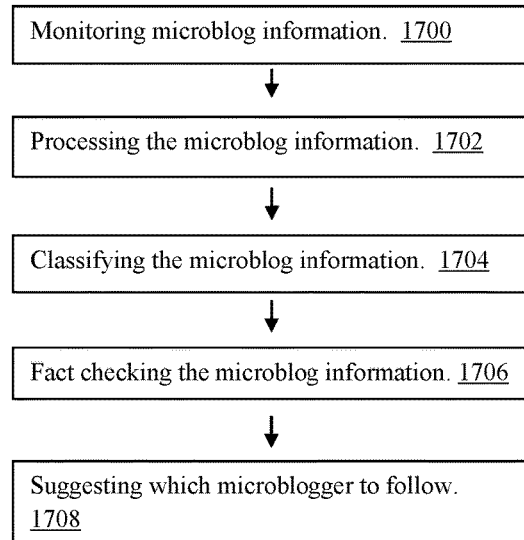 Monitoring microblog information. 1700
Processing the microblog information. 1702
Classifying the microblog information. 1704
Fact checking the microblog information. 1706
Suggesting which microblogger to follow.
1708